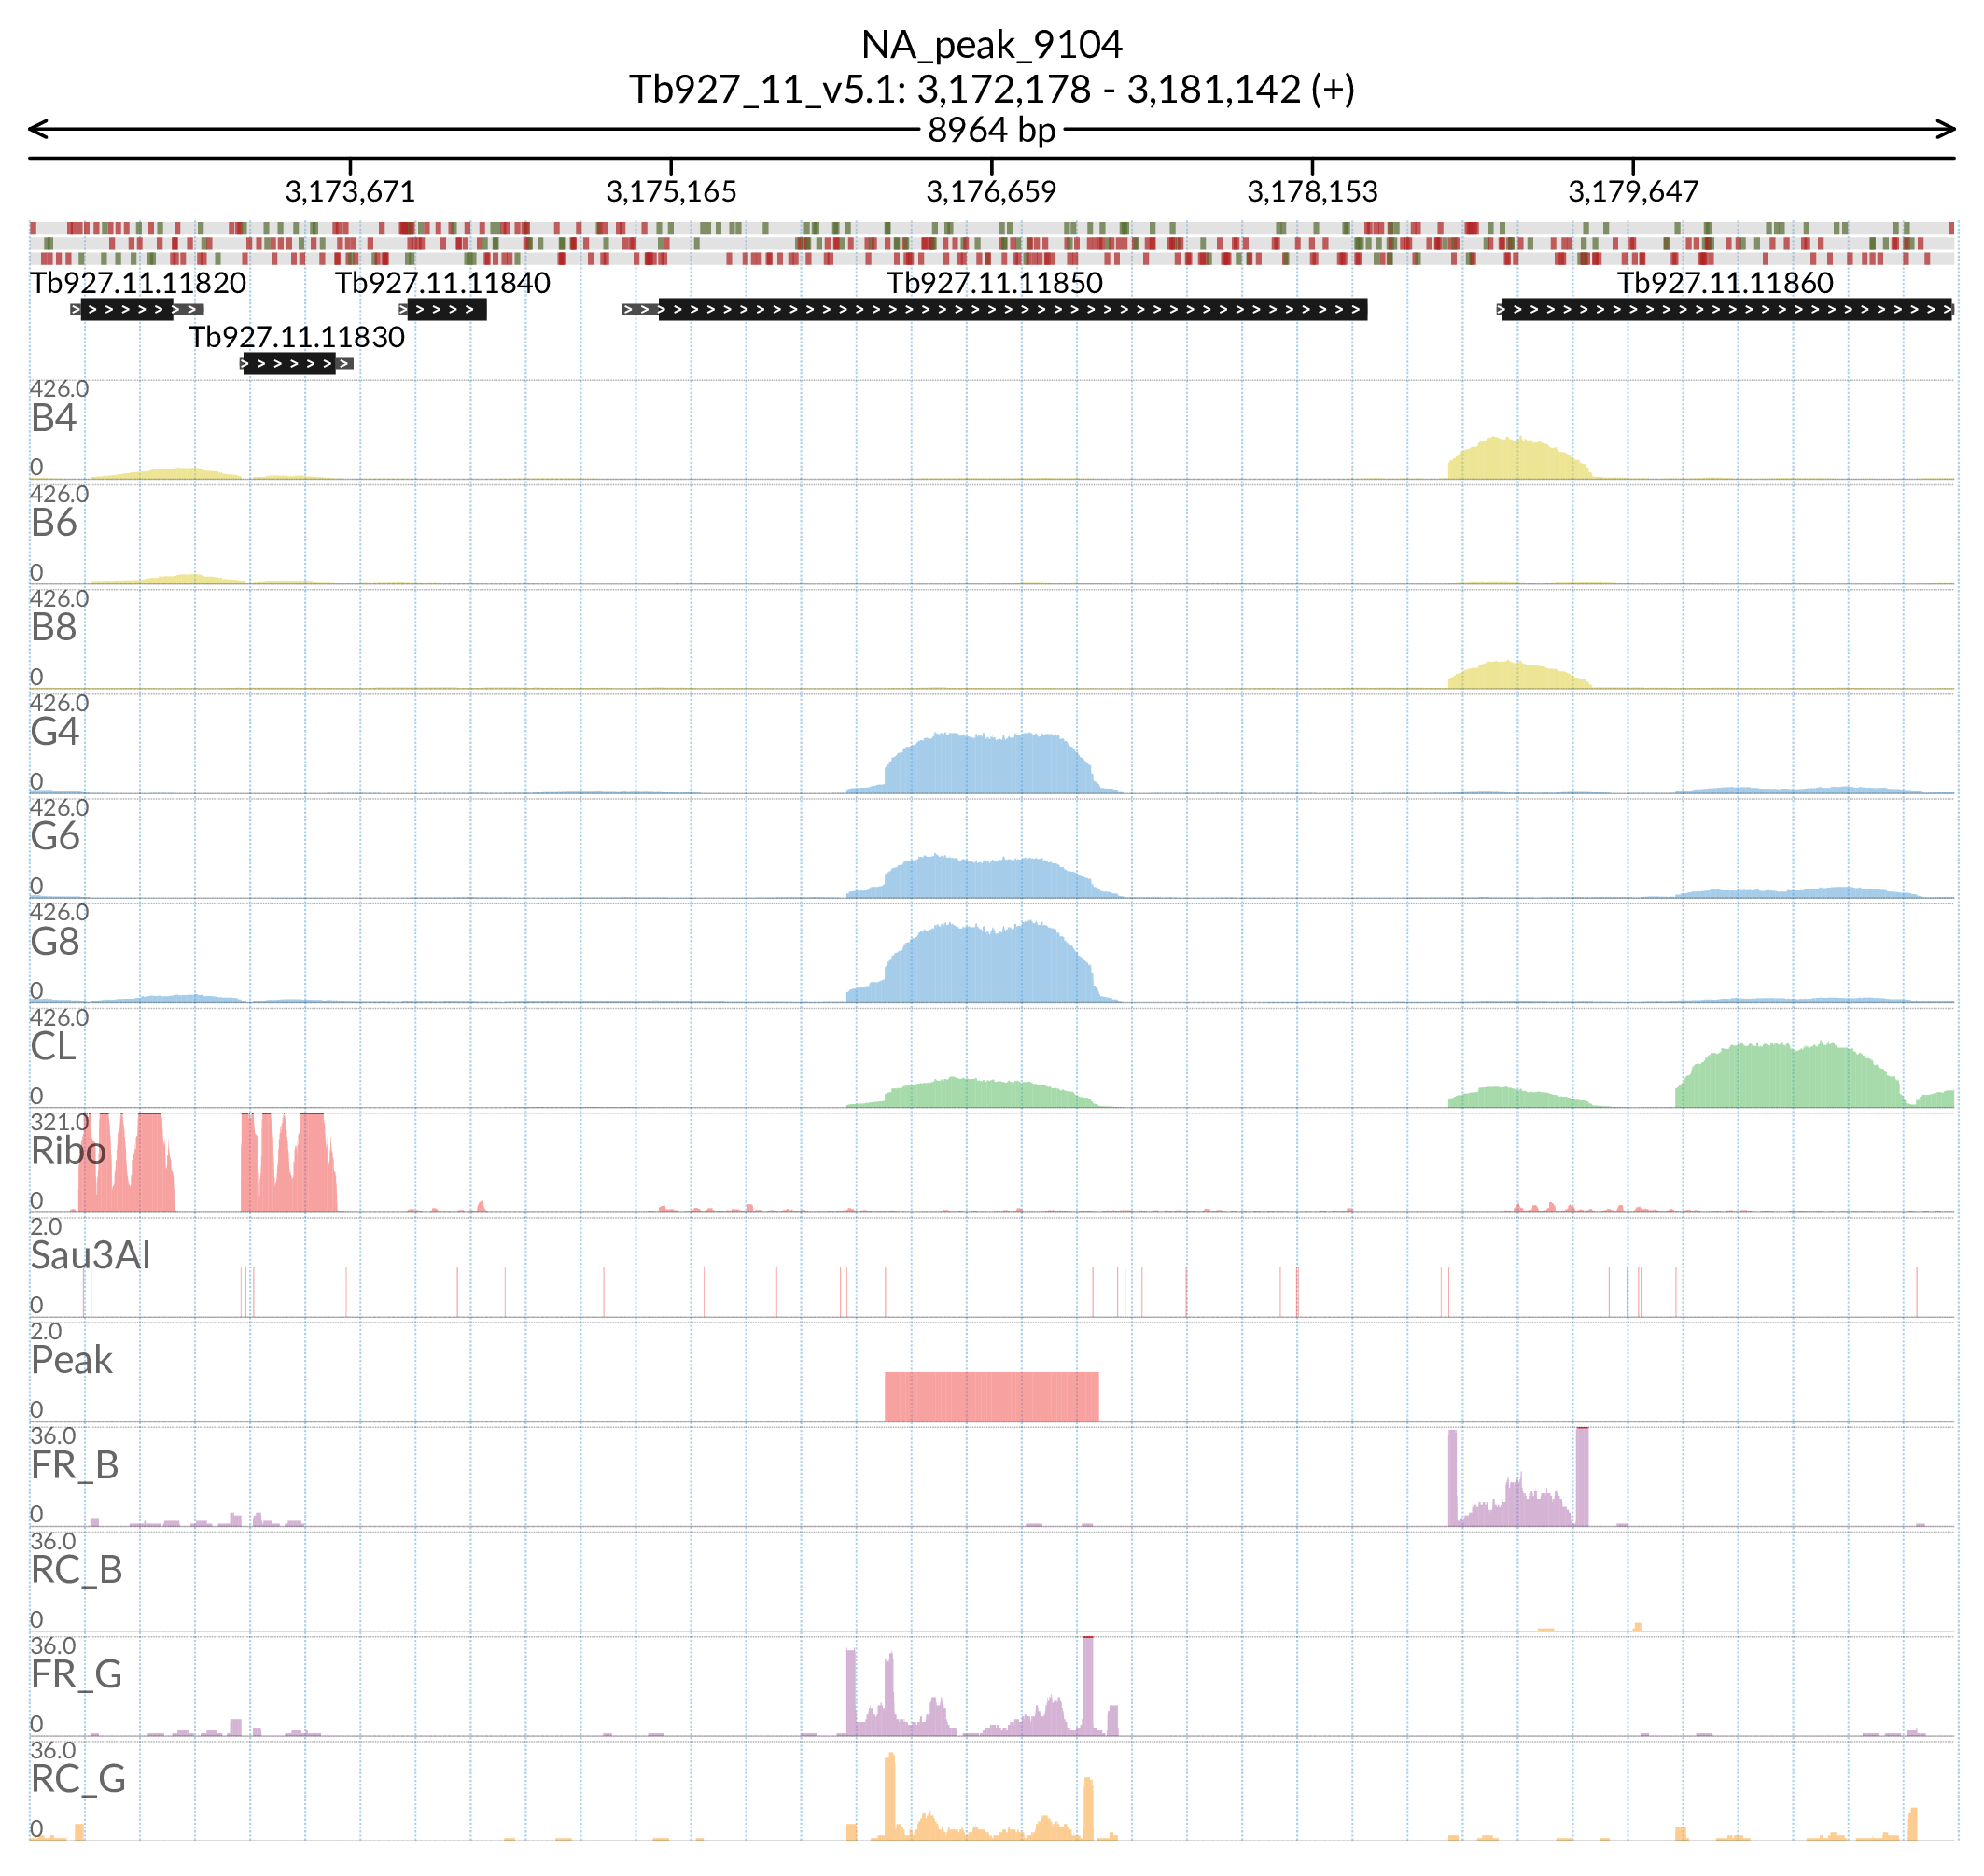 NA_peak_9104
Tb927_11_v5.1: 3,172,178 - 3,181,142 (+)
8964 bp
3,173,671 3,175,165 3,176,659 3,178,153 3,179,647
Tb927.11.11820 Tb927.11.11840 Tb927.11.11850 Tb927.11.11860
Tb927.11.11830
426.0
B4
0
426.0
B6
0
426.0
B8
0
426.0
G4
0
426.0
G6
0
426.0
G8
0
426.0
CL
0
321.0
Ribo
0
2.0
Sau3AI
0
2.0
Peak
0
36.0
FR_B
0
36.0
RC_B
0
36.0
FR_G
0
36.0
RC_G
0